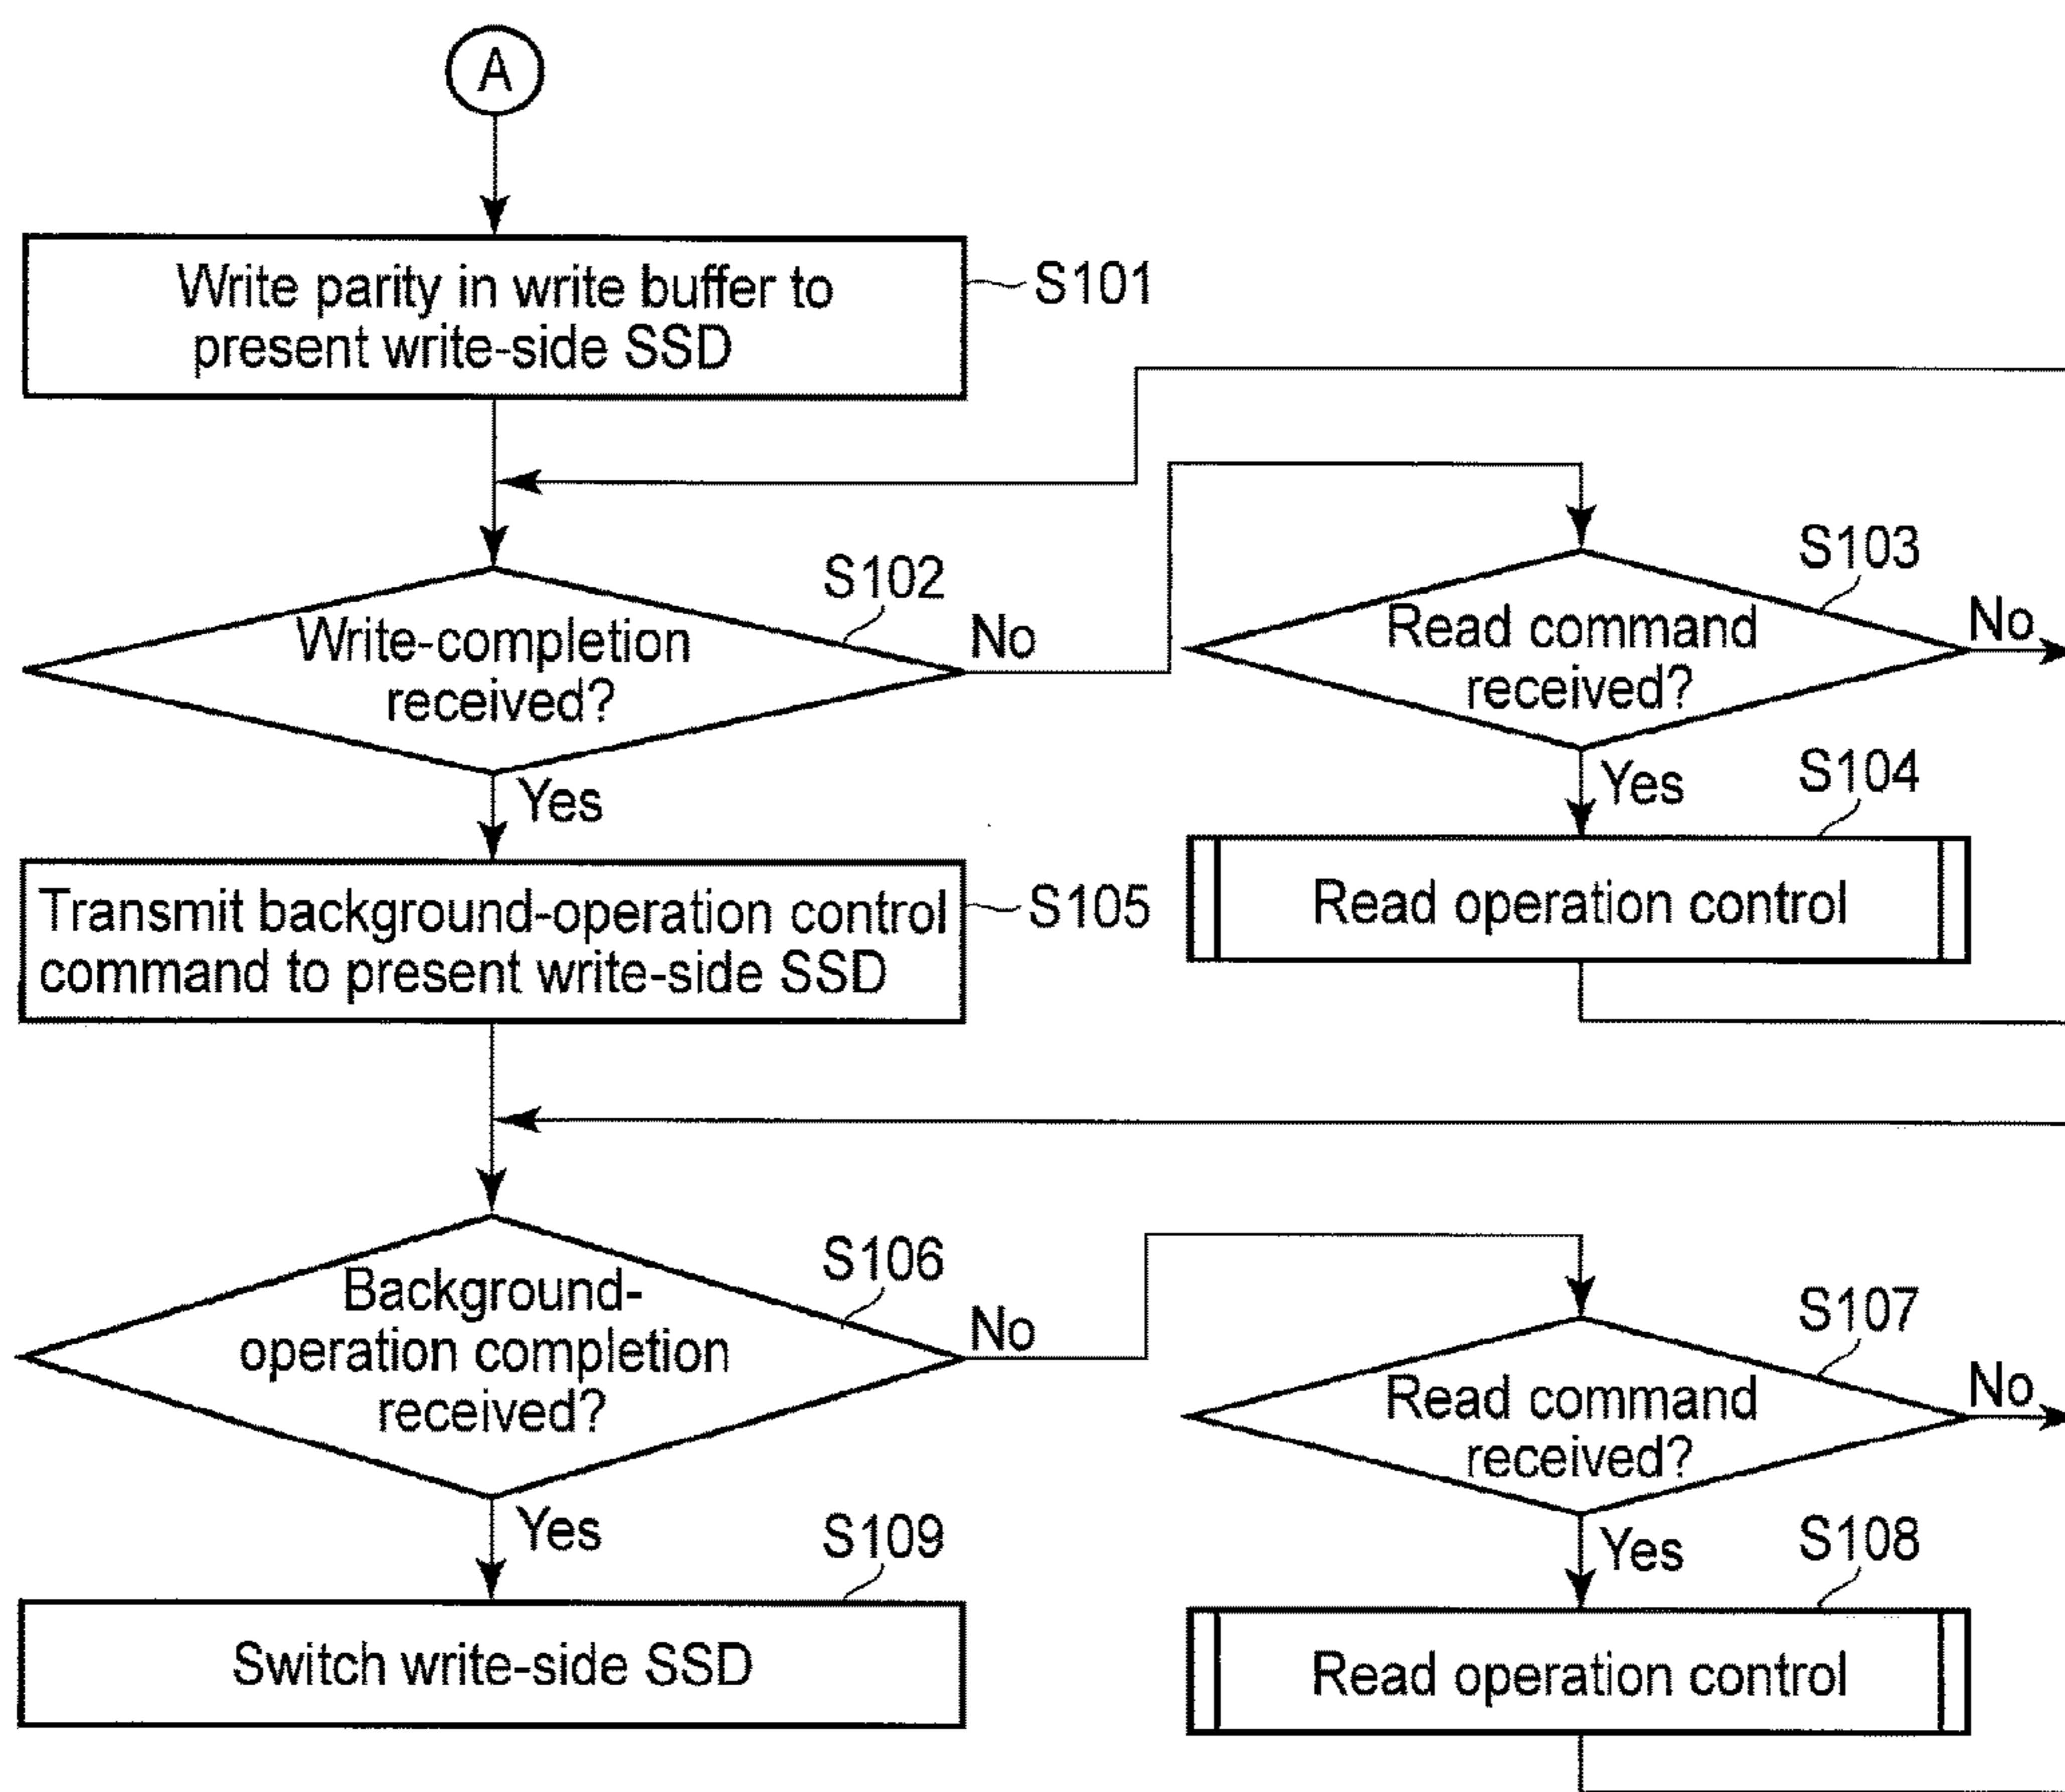 A
Write parity in write buffer to
present write-side SSD
S101
Write-completion
received?
S102
No
Yes
Read command
received?
S103
No
Yes
Read operation control
S104
Transmit background-operation control
command to present write-side SSD
S105
Background-
operation completion
received?
S106
No
Yes
Read command
received?
S107
No
Yes
Read operation control
S108
Switch write-side SSD
S109